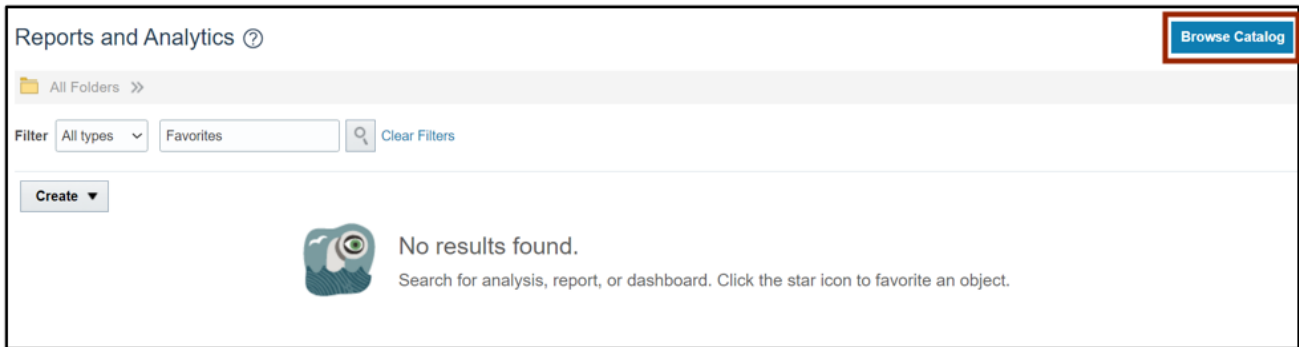 Reports and Analytics
Browse Catalog
All Folders
Filter All types Favorites Clear Filters
Create
No results found.
Search for analysis, report, or dashboard. Click the star icon to favorite an object.